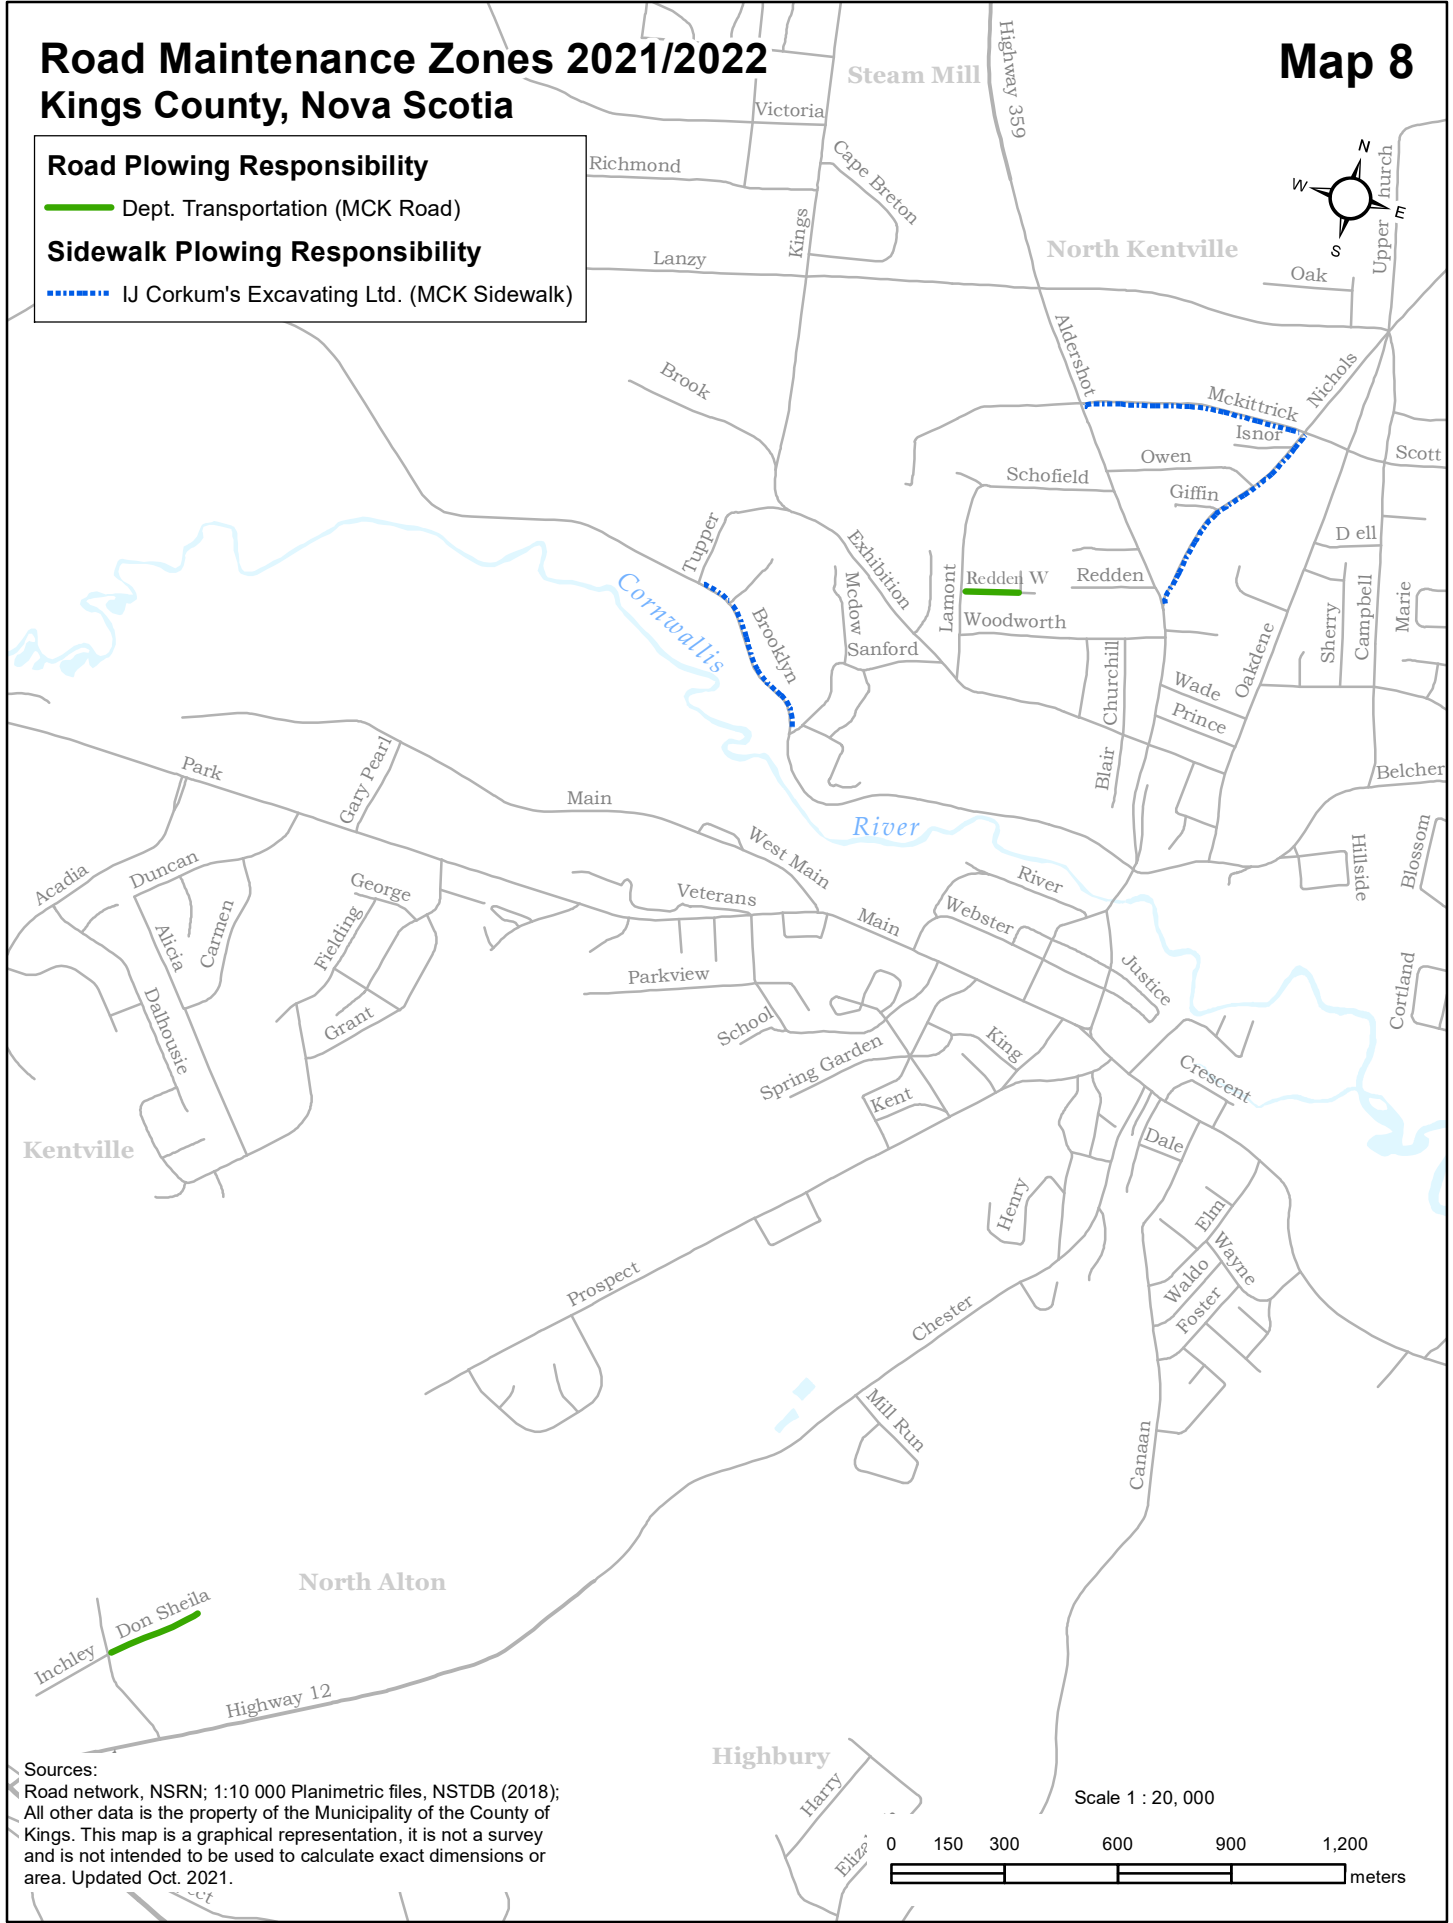 Road Maintenance Zones 2021/2022
Kings County, Nova Scotia
Map 8
Road Plowing Responsibility
Dept. Transportation (MCK Road)
Sidewalk Plowing Responsibility
IJ Corkum's Excavating Ltd. (MCK Sidewalk)
Steam Mill
Highway 359
Victoria
Richmond
Cape Breton
Kings
Lanzy
North Kentville
N
W
E
S
Upper
hurch
Oak
Aldershot
Nichols
Brook
Mckittrick
Isnor
Scott
Owen
Schofield
Giffin
D ell
Tupper
Exhibition
Mcdow
Lamont
Redden W
Redden
Woodworth
Sanford
Cornwallis
Brooklyn
Churchill
Blair
Wade
Prince
Oakdene
Sherry
Campbell
Marie
Belcher
Park
Gary Pearl
Main
West Main
River
Hillside
Blossom
Acadia
Duncan
George
Veterans
River
Webster
Main
Alicia
Carmen
Fielding
Parkview
Justice
Cortland
Dalhousie
Grant
School
Spring Garden
King
Kent
Crescent
Kentville
Dale
Henry
Elm
Wayne
Waldo
Foster
Prospect
Chester
Mill Run
Canaan
North Alton
Don Sheila
Inchley
Highway 12
Highbury
Harry
Eliza
ect
Sources:
Road network, NSRN; 1:10 000 Planimetric files, NSTDB (2018);
All other data is the property of the Municipality of the County of
Kings. This map is a graphical representation, it is not a survey
and is not intended to be used to calculate exact dimensions or
area. Updated Oct. 2021.
Scale 1 : 20, 000
0 150 300 600 900 1,200
meters